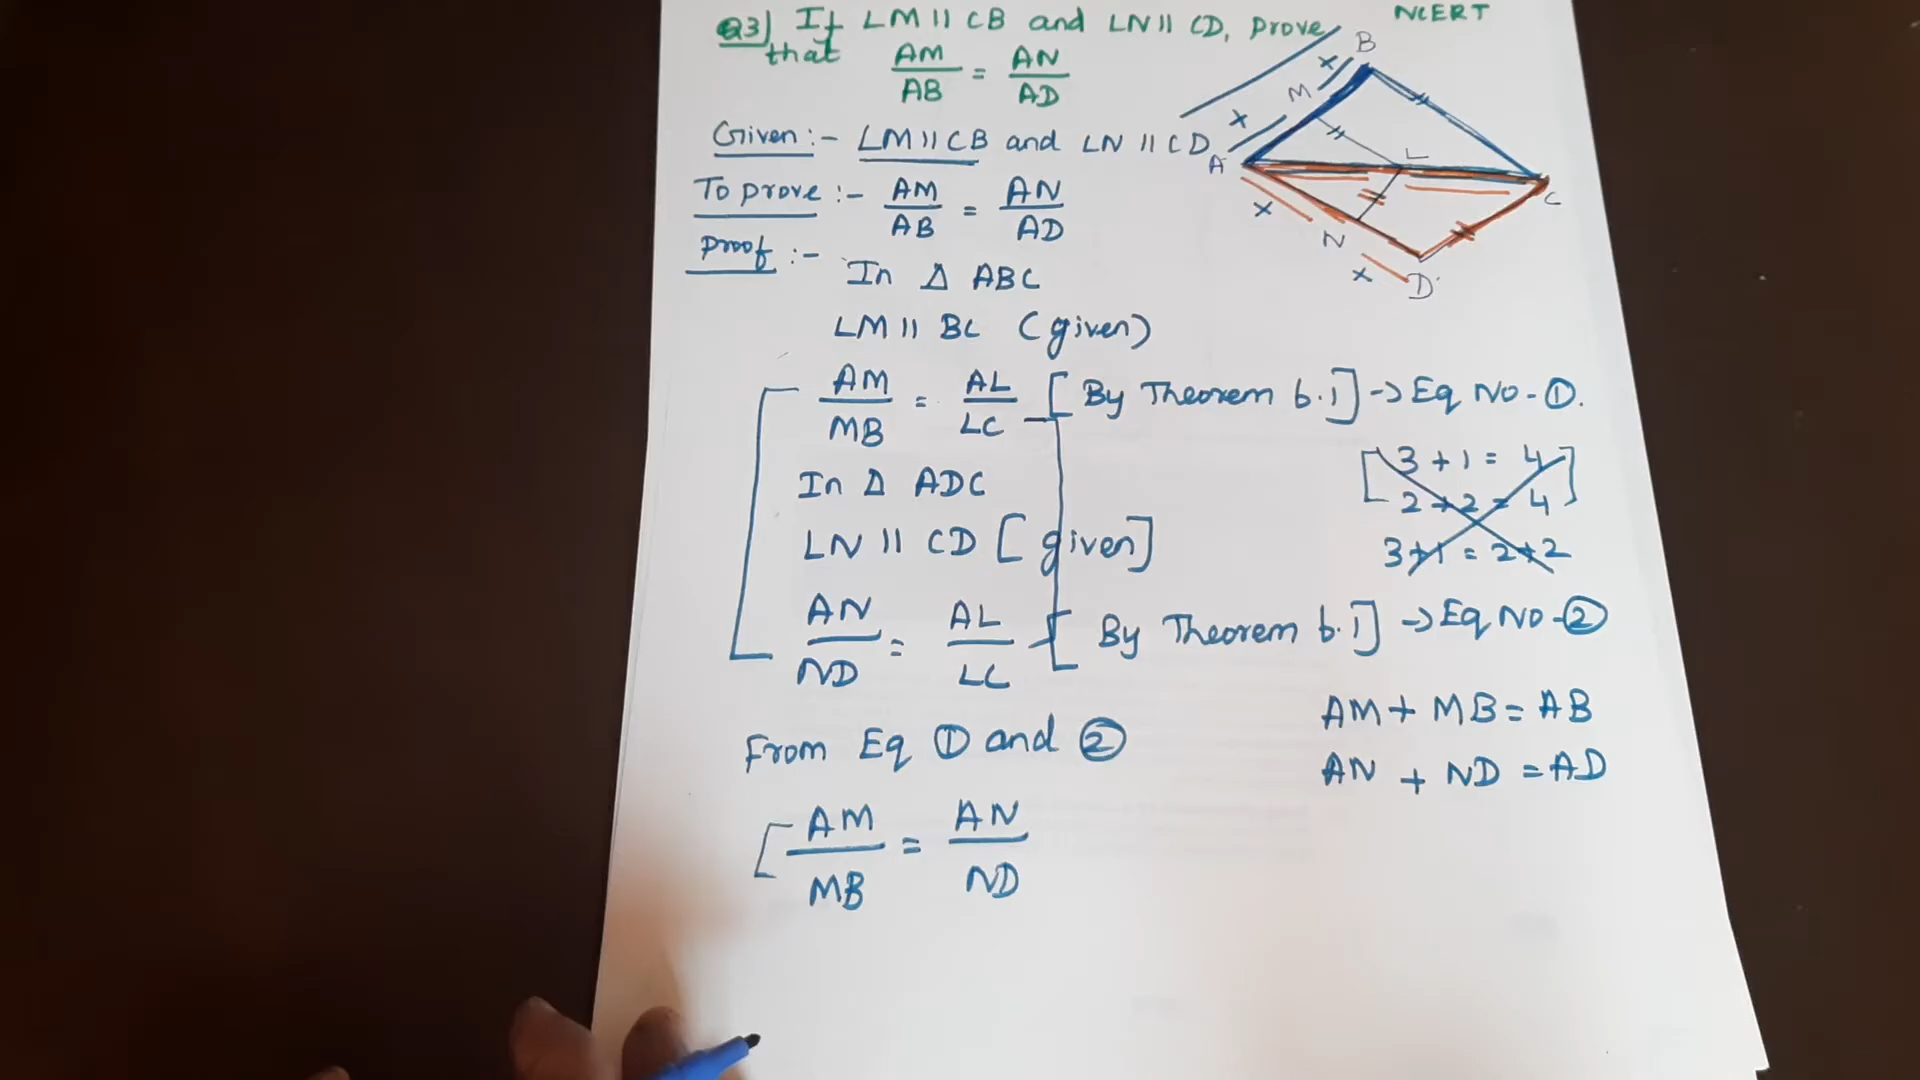 Q3) If LM || CB and LN || CD, prove
that AM/AB = AN/AD
NCERT
B
M
x
x
A
L
C
x
N
x
D
Given :- LM || CB and LN || CD
To prove :- AM/AB = AN/AD
Proof :-
In Δ ABC
LM || BC (given)
AM/MB = AL/LC [By Theorem 6.1] -> Eq No - ①.
[3 + 1 = 4
2 + 2 = 4]
3+1 = 2+2
In Δ ADC
LN || CD [given]
AN/ND = AL/LC [By Theorem 6.1] -> Eq No - ②
AM + MB = AB
AN + ND = AD
From Eq ① and ②
[AM/MB = AN/ND